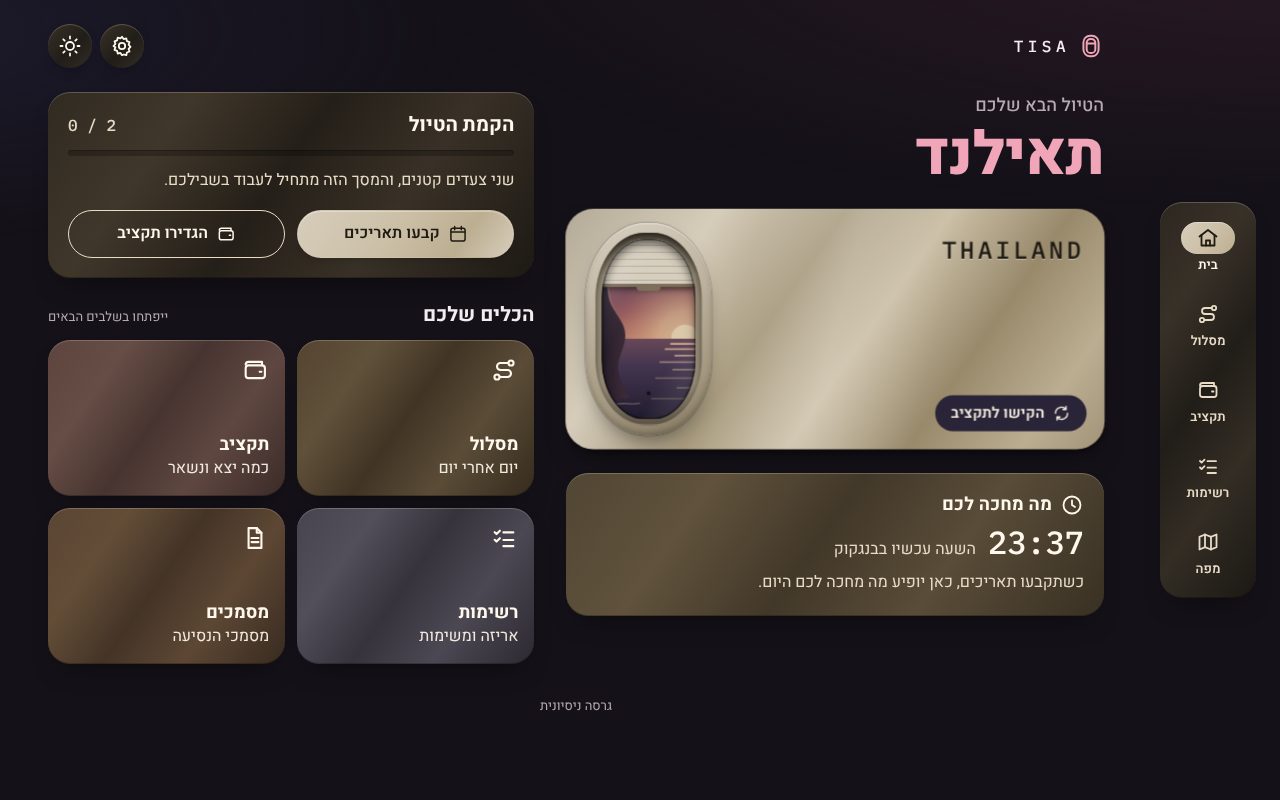 TISA
הטיול הבא שלכם
תאילנד
THAILAND
הקישו לתקציב
מה מחכה לכם
23:37 השעה עכשיו בבנגקוק
כשתקבעו תאריכים, כאן יופיע מה מחכה לכם היום.
הקמת הטיול
0 / 2
שני צעדים קטנים, והמסך הזה מתחיל לעבוד בשבילכם.
קבעו תאריכים
הגדירו תקציב
הכלים שלכם
ייפתחו בשלבים הבאים
מסלול
יום אחרי יום
תקציב
כמה יצא ונשאר
רשימות
אריזה ומשימות
מסמכים
מסמכי הנסיעה
בית
מסלול
תקציב
רשימות
מפה
גרסה ניסיונית